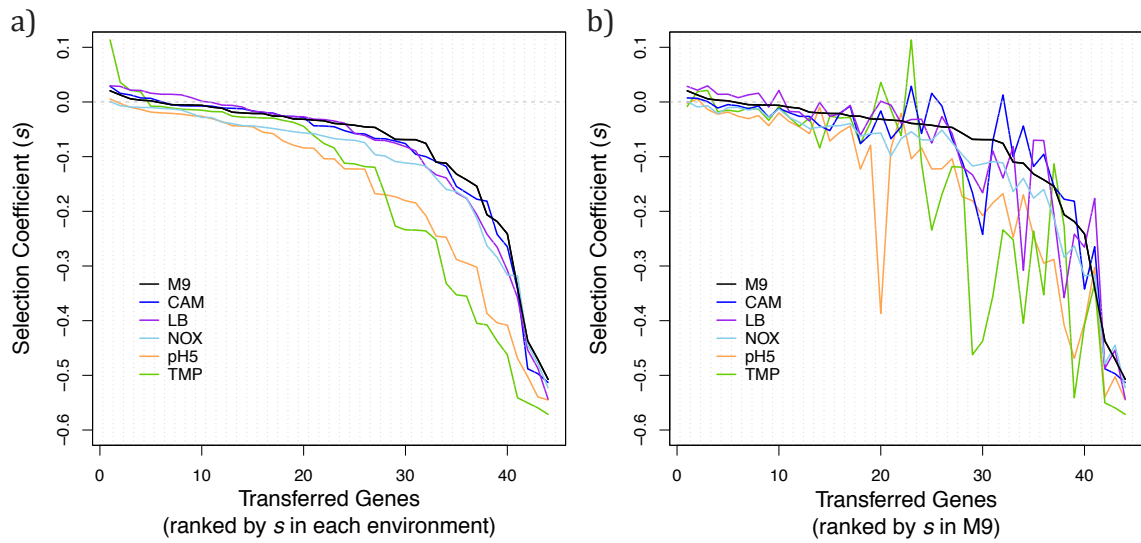 a)
0.1
0.0
−0.1
−0.2
−0.3
−0.4
−0.5
−0.6
Selection Coefficient (s)
M9
CAM
LB
NOX
pH5
TMP
0 10 20 30 40
Transferred Genes
(ranked by s in each environment)
b)
0.1
0.0
−0.1
−0.2
−0.3
−0.4
−0.5
−0.6
Selection Coefficient (s)
M9
CAM
LB
NOX
pH5
TMP
0 10 20 30 40
Transferred Genes
(ranked by s in M9)